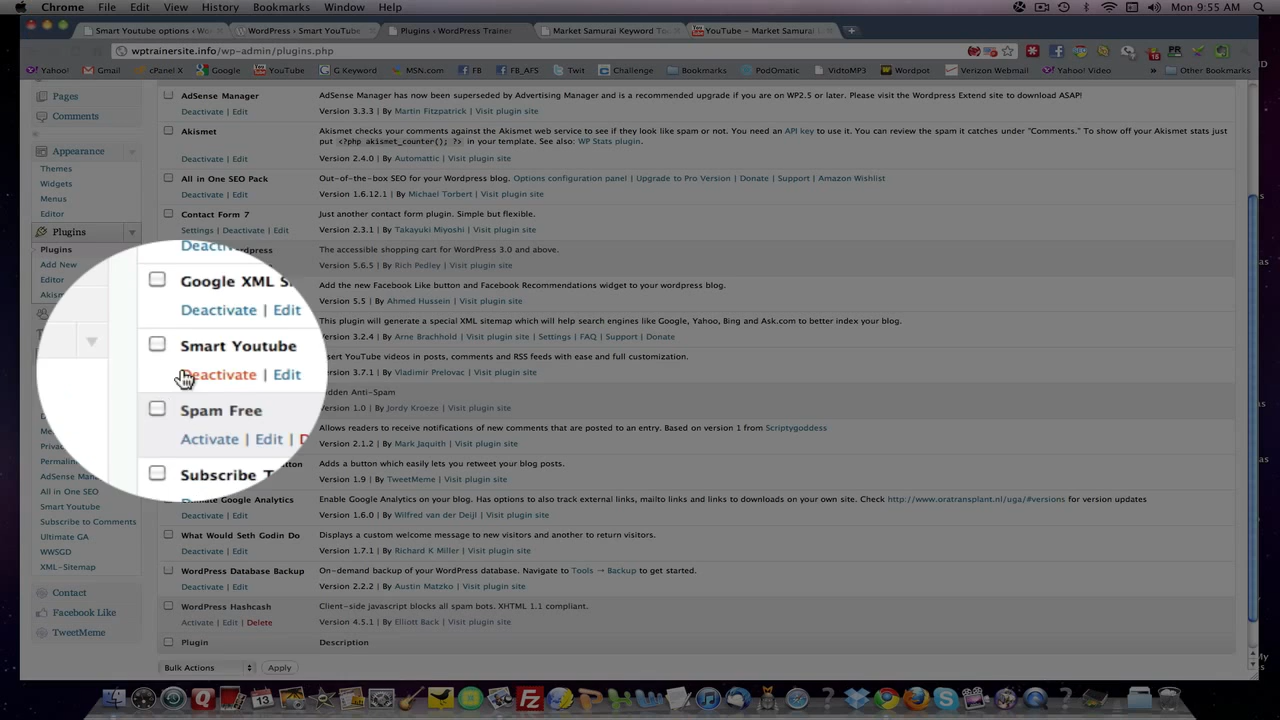 Chrome File Edit View History Bookmarks Window Help Mon 9:55 AM
Smart Youtube options ‹ W WordPress › Smart YouTube Plugins ‹ WordPress Trainer Market Samurai Keyword To YouTube - Market Samurai
wptrainersite.info/wp-admin/plugins.php
Yahoo! Gmail cPanel X Google YouTube G Keyword MSN.com FB FB_AFS Twit Challenge Bookmarks PodOmatic VidtoMP3 Wordpot Verizon Webmail Yahoo! Video » Other Bookmarks
Pages
Comments
Appearance
Themes
Widgets
Menus
Editor
Plugins
Plugins
Add New
Editor
Akism
Permalin
AdSense Man
All in One SEO
Smart Youtube
Subscribe to Comments
Ultimate GA
WWSGD
XML-Sitemap
Contact
Facebook Like
TweetMeme
AdSense Manager AdSense Manager has now been superseded by Advertising Manager and is a recommended upgrade if you are on WP2.5 or later. Please visit the Wordpress Extend site to download ASAP!
Deactivate | Edit Version 3.3.3 | By Martin Fitzpatrick | Visit plugin site
Akismet Akismet checks your comments against the Akismet web service to see if they look like spam or not. You need an API key to use it. You can review the spam it catches under "Comments." To show off your Akismet stats just
put <?php akismet_counter(); ?> in your template. See also: WP Stats plugin.
Deactivate | Edit Version 2.4.0 | By Automattic | Visit plugin site
All in One SEO Pack Out-of-the-box SEO for your Wordpress blog. Options configuration panel | Upgrade to Pro Version | Donate | Support | Amazon Wishlist
Deactivate | Edit Version 1.6.12.1 | By Michael Torbert | Visit plugin site
Contact Form 7 Just another contact form plugin. Simple but flexible.
Settings | Deactivate | Edit Version 2.3.1 | By Takayuki Miyoshi | Visit plugin site
ordpress The accessible shopping cart for WordPress 3.0 and above.
Deactiv Version 5.6.5 | By Rich Pedley | Visit plugin site
Google XML S Add the new Facebook Like button and Facebook Recommendations widget to your wordpress blog.
Deactivate | Edit Version 5.5 | By Ahmed Hussein | Visit plugin site
This plugin will generate a special XML sitemap which will help search engines like Google, Yahoo, Bing and Ask.com to better index your blog.
Version 3.2.4 | By Arne Brachhold | Visit plugin site | Settings | FAQ | Support | Donate
Smart Youtube sert YouTube videos in posts, comments and RSS feeds with ease and full customization.
Deactivate | Edit Version 3.7.1 | By Vladimir Prelovac | Visit plugin site
dden Anti-Spam
Spam Free Version 1.0 | By Jordy Kroeze | Visit plugin site
Allows readers to receive notifications of new comments that are posted to an entry. Based on version 1 from Scriptygoddess
Activate | Edit | D Version 2.1.2 | By Mark Jaquith | Visit plugin site
Subscribe T tton Adds a button which easily lets you retweet your blog posts.
Version 1.9 | By TweetMeme | Visit plugin site
Google Analytics Enable Google Analytics on your blog. Has options to also track external links, mailto links and links to downloads on your own site. Check http://www.oratransplant.nl/uga/#versions for version updates
Deactivate | Edit Version 1.6.0 | By Wilfred van der Deijl | Visit plugin site
What Would Seth Godin Do Displays a custom welcome message to new visitors and another to return visitors.
Deactivate | Edit Version 1.7.1 | By Richard K Miller | Visit plugin site
WordPress Database Backup On-demand backup of your WordPress database. Navigate to Tools → Backup to get started.
Deactivate | Edit Version 2.2.2 | By Austin Matzko | Visit plugin site
WordPress Hashcash Client-side javascript blocks all spam bots. XHTML 1.1 compliant.
Activate | Edit | Delete Version 4.5.1 | By Elliott Back | Visit plugin site
Plugin Description
Bulk Actions Apply